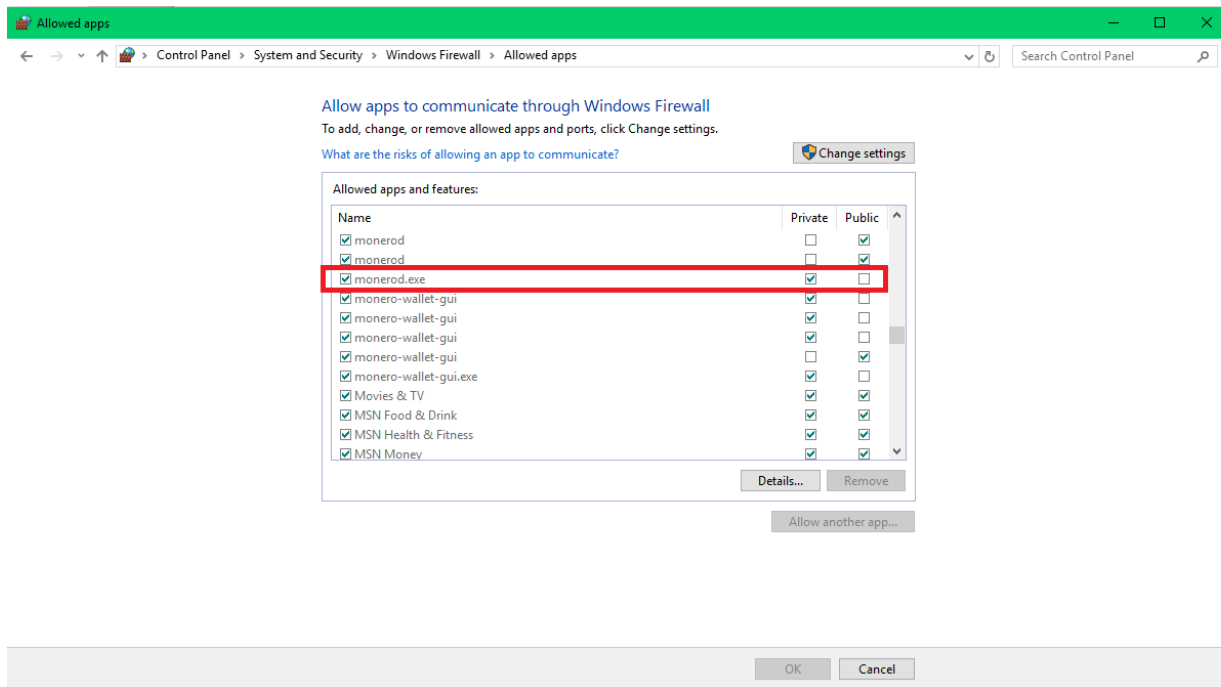 Allowed apps
Control Panel > System and Security > Windows Firewall > Allowed apps
Search Control Panel
Allow apps to communicate through Windows Firewall
To add, change, or remove allowed apps and ports, click Change settings.
What are the risks of allowing an app to communicate?
Change settings
Allowed apps and features:
Name Private Public
monerod
monerod
monerod.exe
monero-wallet-gui
monero-wallet-gui
monero-wallet-gui
monero-wallet-gui
monero-wallet-gui.exe
Movies & TV
MSN Food & Drink
MSN Health & Fitness
MSN Money
Details... Remove
Allow another app...
OK Cancel